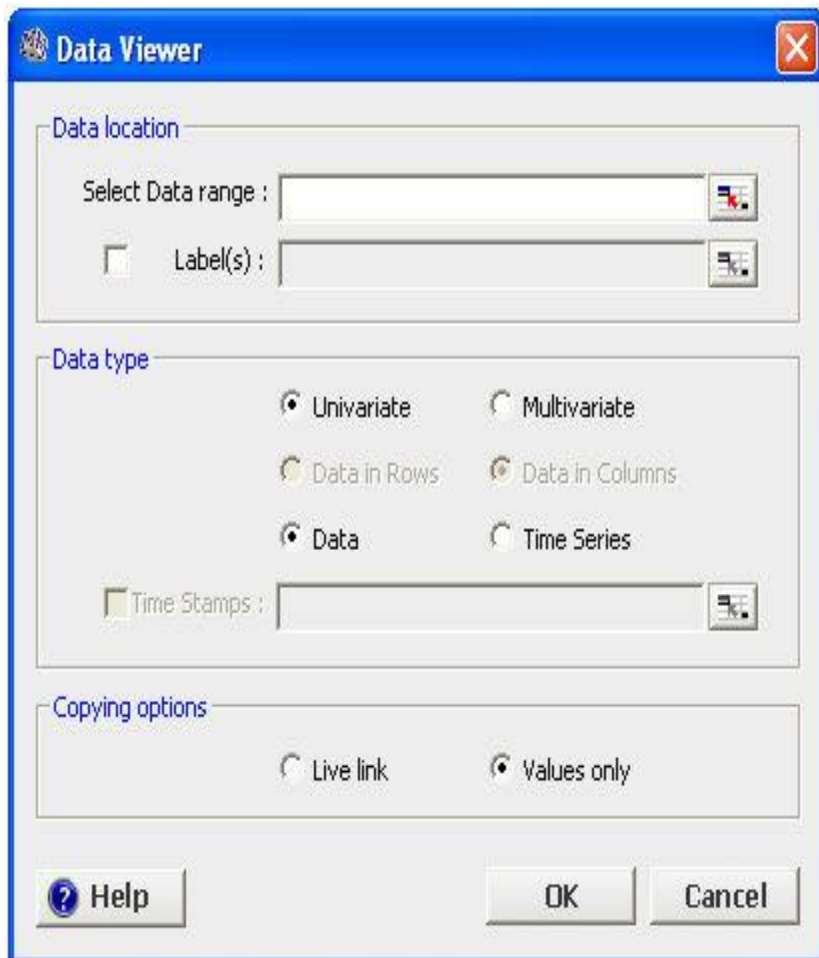 Data Viewer
Data location
Select Data range :
Label(s) :
Data type
Univariate Multivariate
Data in Rows Data in Columns
Data Time Series
Time Stamps :
Copying options
Live link Values only
? Help OK Cancel